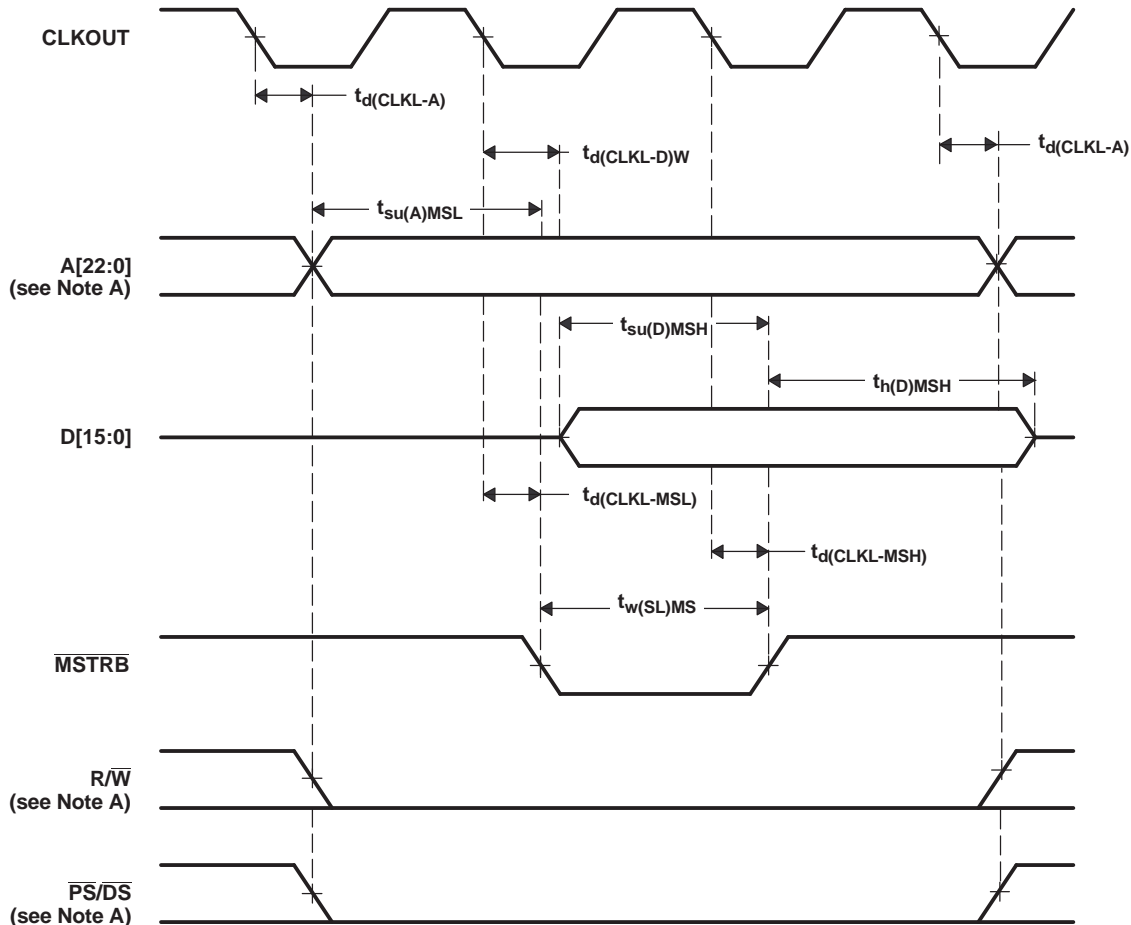 CLKOUT
td(CLKL-A)
td(CLKL-D)W
td(CLKL-A)
tsu(A)MSL
A[22:0]
(see Note A)
tsu(D)MSH
th(D)MSH
D[15:0]
td(CLKL-MSL)
td(CLKL-MSH)
tw(SL)MS
MSTRB
R/W
(see Note A)
PS/DS
(see Note A)